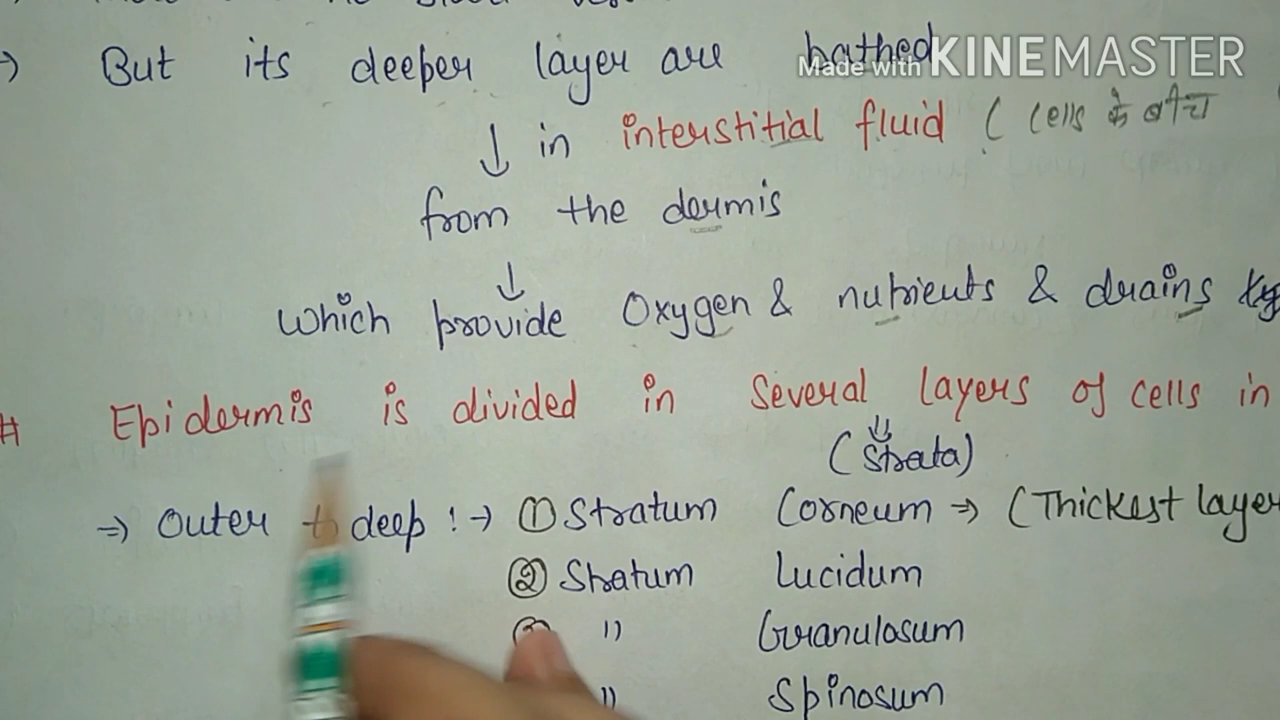 → But its deeper layer are bathed
Made with KINEMASTER
↓ in interstitial fluid ( cells के बीच
from the dermis
↓
which provide Oxygen & nutrients & drains
# Epidermis is divided in several layers of cells in
(Strata)
⇒ Outer to deep :→ ① Stratum Corneum → (Thickest layer
② Stratum Lucidum
③ " Granulosum
" Spinosum